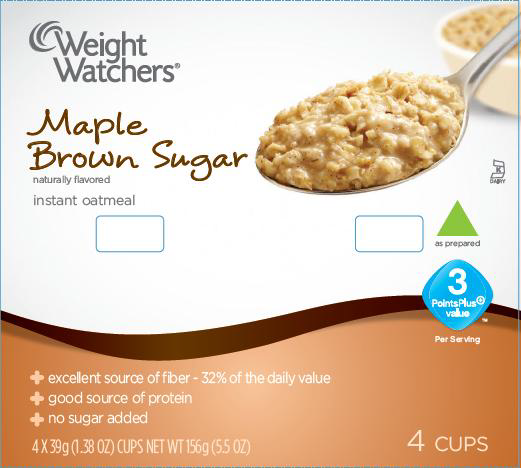 Weight
Watchers®
Maple
Brown Sugar
naturally flavored
instant oatmeal
K
DAIRY
as prepared
3
PointsPlus
value
™
Per Serving
+ excellent source of fiber - 32% of the daily value
+ good source of protein
+ no sugar added
4 X 39g (1.38 OZ) CUPS NET WT 156g (5.5 OZ)
4 CUPS